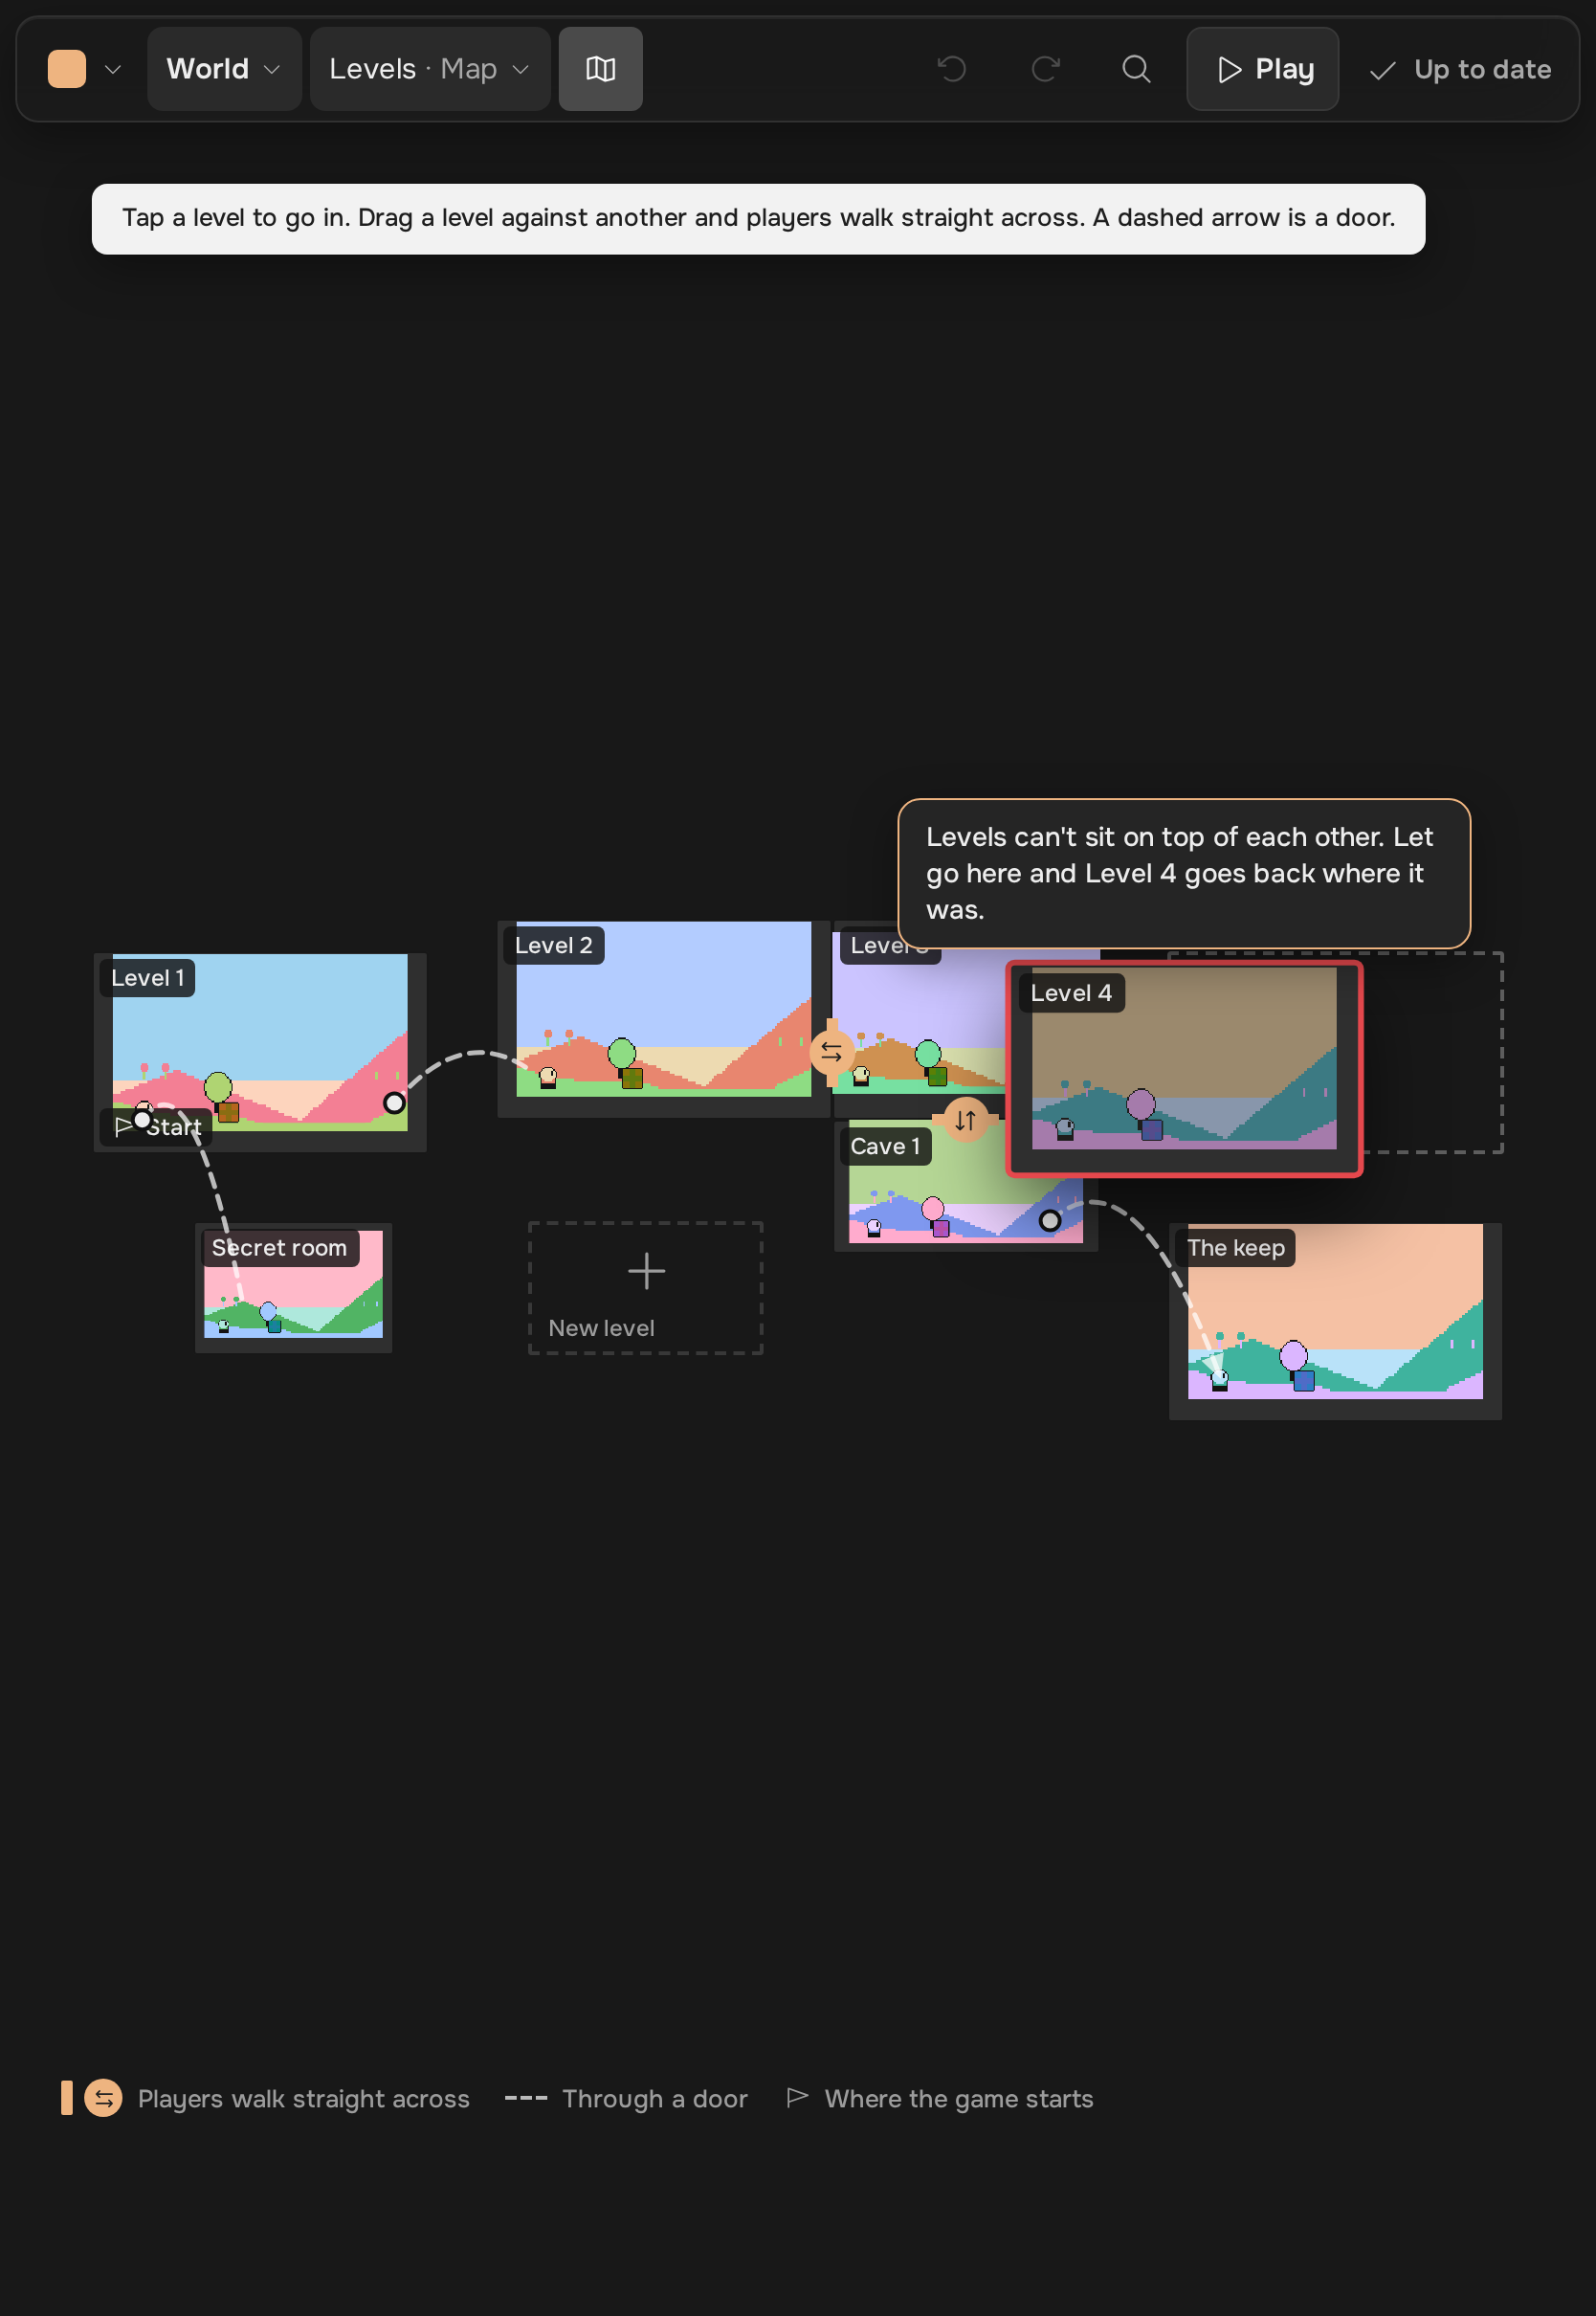 World
Levels · Map
Play
Up to date
Tap a level to go in. Drag a level against another and players walk straight across. A dashed arrow is a door.
Levels can't sit on top of each other. Let
go here and Level 4 goes back where it
was.
Level 1
Level 2
Level
Level 4
Start
Cave 1
Secret room
New level
The keep
Players walk straight across
Through a door
Where the game starts